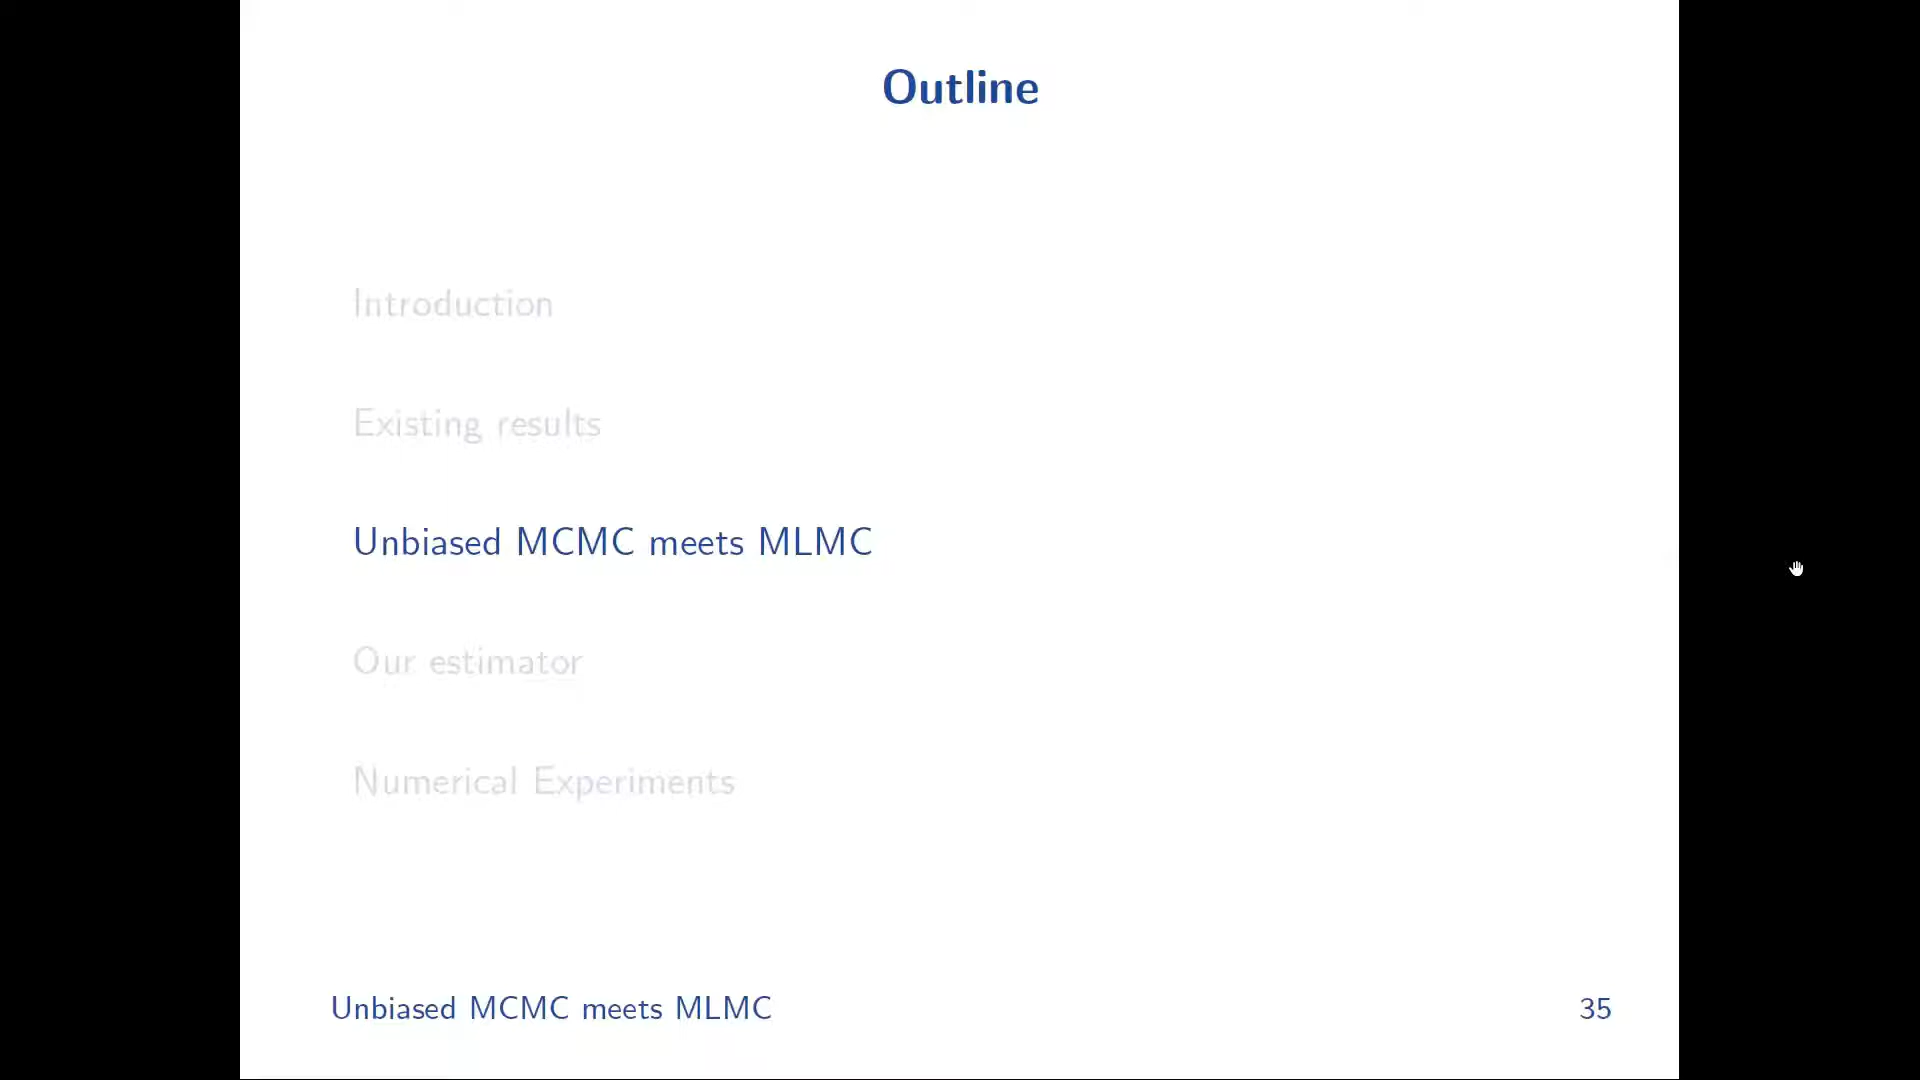 Outline
Introduction
Existing results
Unbiased MCMC meets MLMC
Our estimator
Numerical Experiments
Unbiased MCMC meets MLMC 35